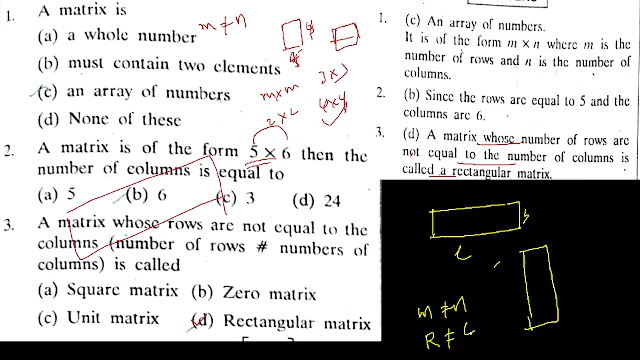 1. A matrix is
m ≠ n
(a) a whole number
(b) must contain two elements
(c) an array of numbers
m×m
3×3
2×2
4×4
(d) None of these
2. A matrix is of the form 5 × 6 then the
number of columns is equal to
(a) 5 (b) 6 (c) 3 (d) 24
3. A matrix whose rows are not equal to the
columns (number of rows # numbers of
columns) is called
(a) Square matrix (b) Zero matrix
(c) Unit matrix (d) Rectangular matrix
1. (c) An array of numbers.
It is of the form m × n where m is the
number of rows and n is the number of
columns.
2. (b) Since the rows are equal to 5 and the
columns are 6.
3. (d) A matrix whose number of rows are
not equal to the number of columns is
called a rectangular matrix.
b
l
m ≠ n
R ≠ C